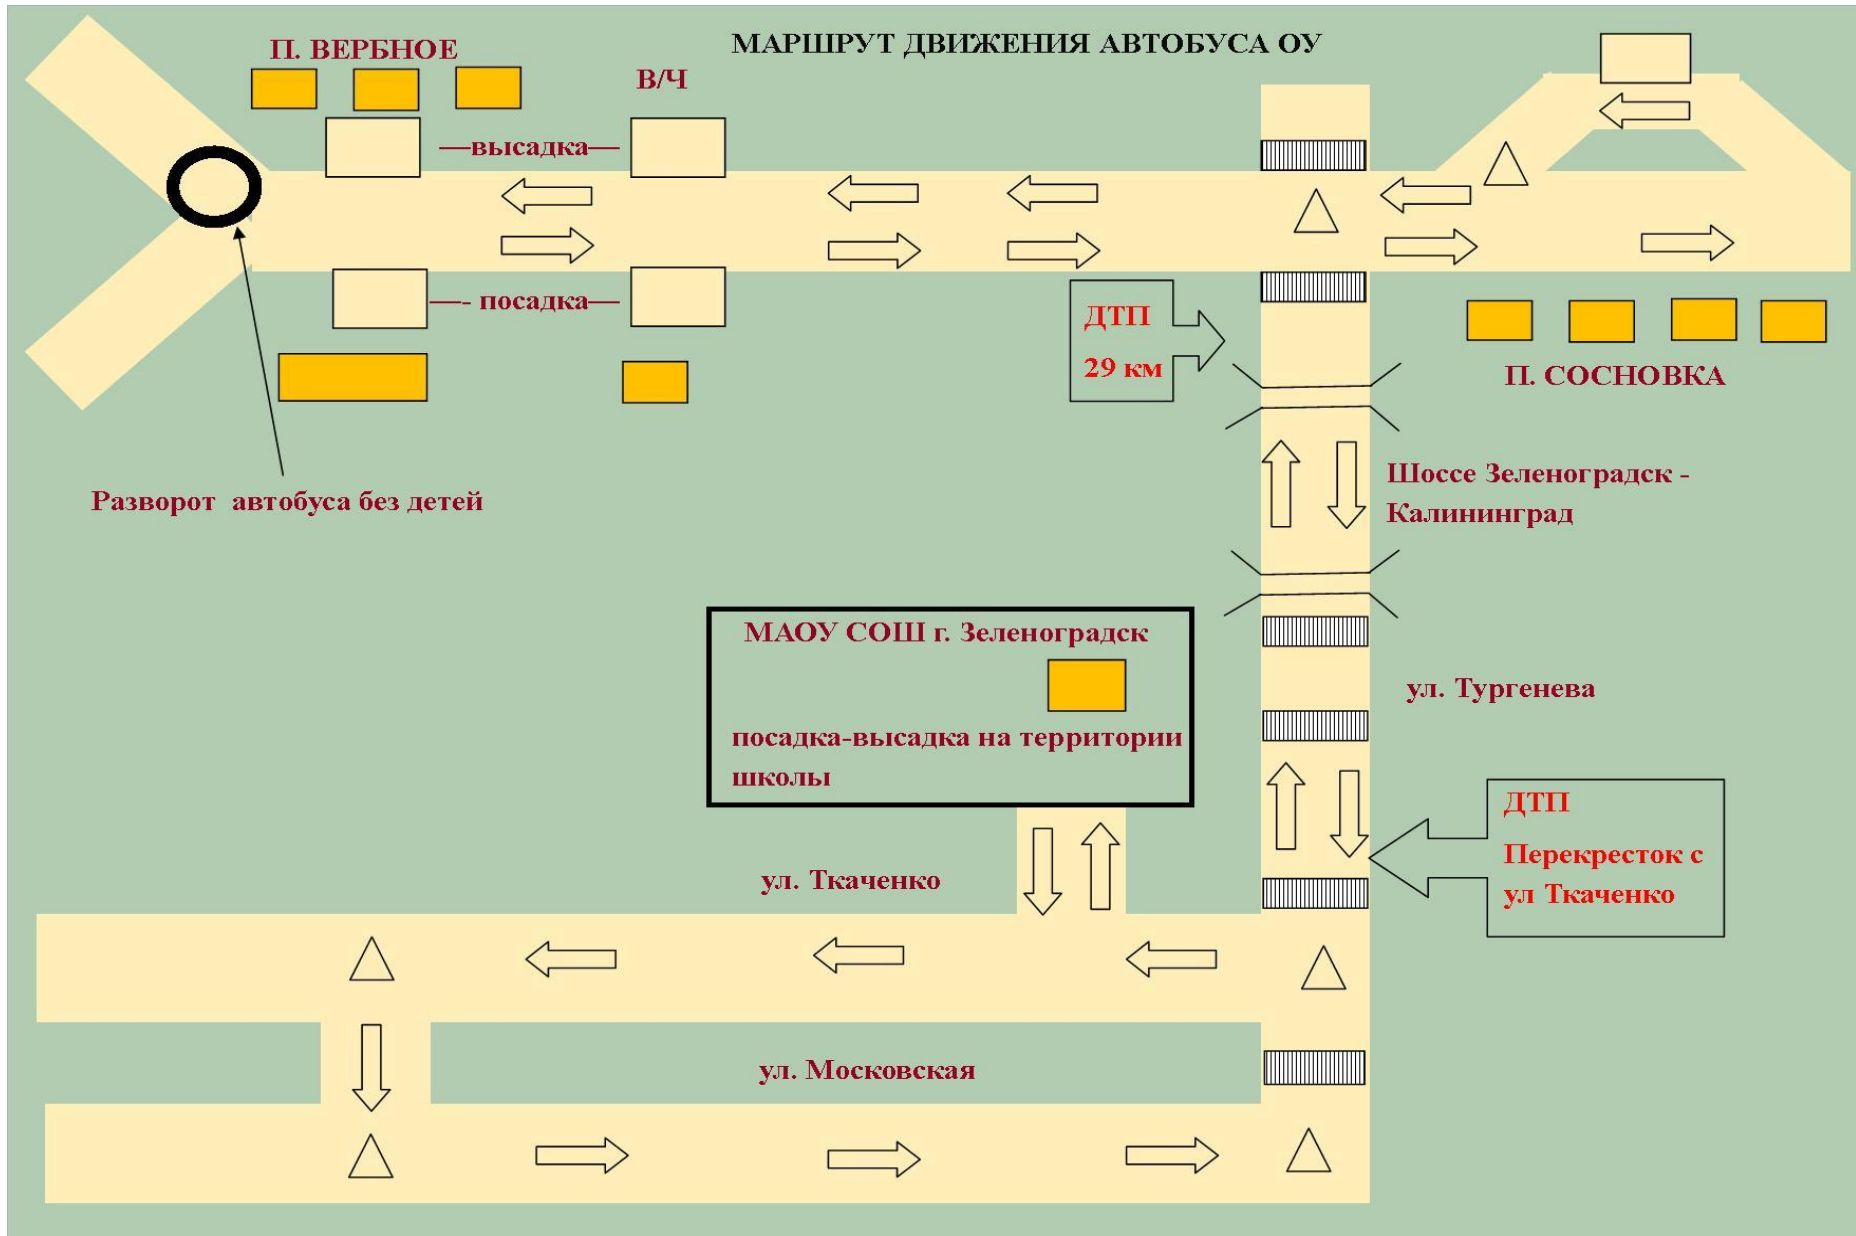 МАРШРУТ ДВИЖЕНИЯ АВТОБУСА ОУ
П. ВЕРБНОЕ
В/Ч
—высадка—
—- посадка—
ДТП
29 км
П. СОСНОВКА
Разворот автобуса без детей
Шоссе Зеленоградск -
Калининград
МАОУ СОШ г. Зеленоградск
посадка-высадка на территории
школы
ул. Тургенева
ДТП
Перекресток с
ул Ткаченко
ул. Ткаченко
ул. Московская